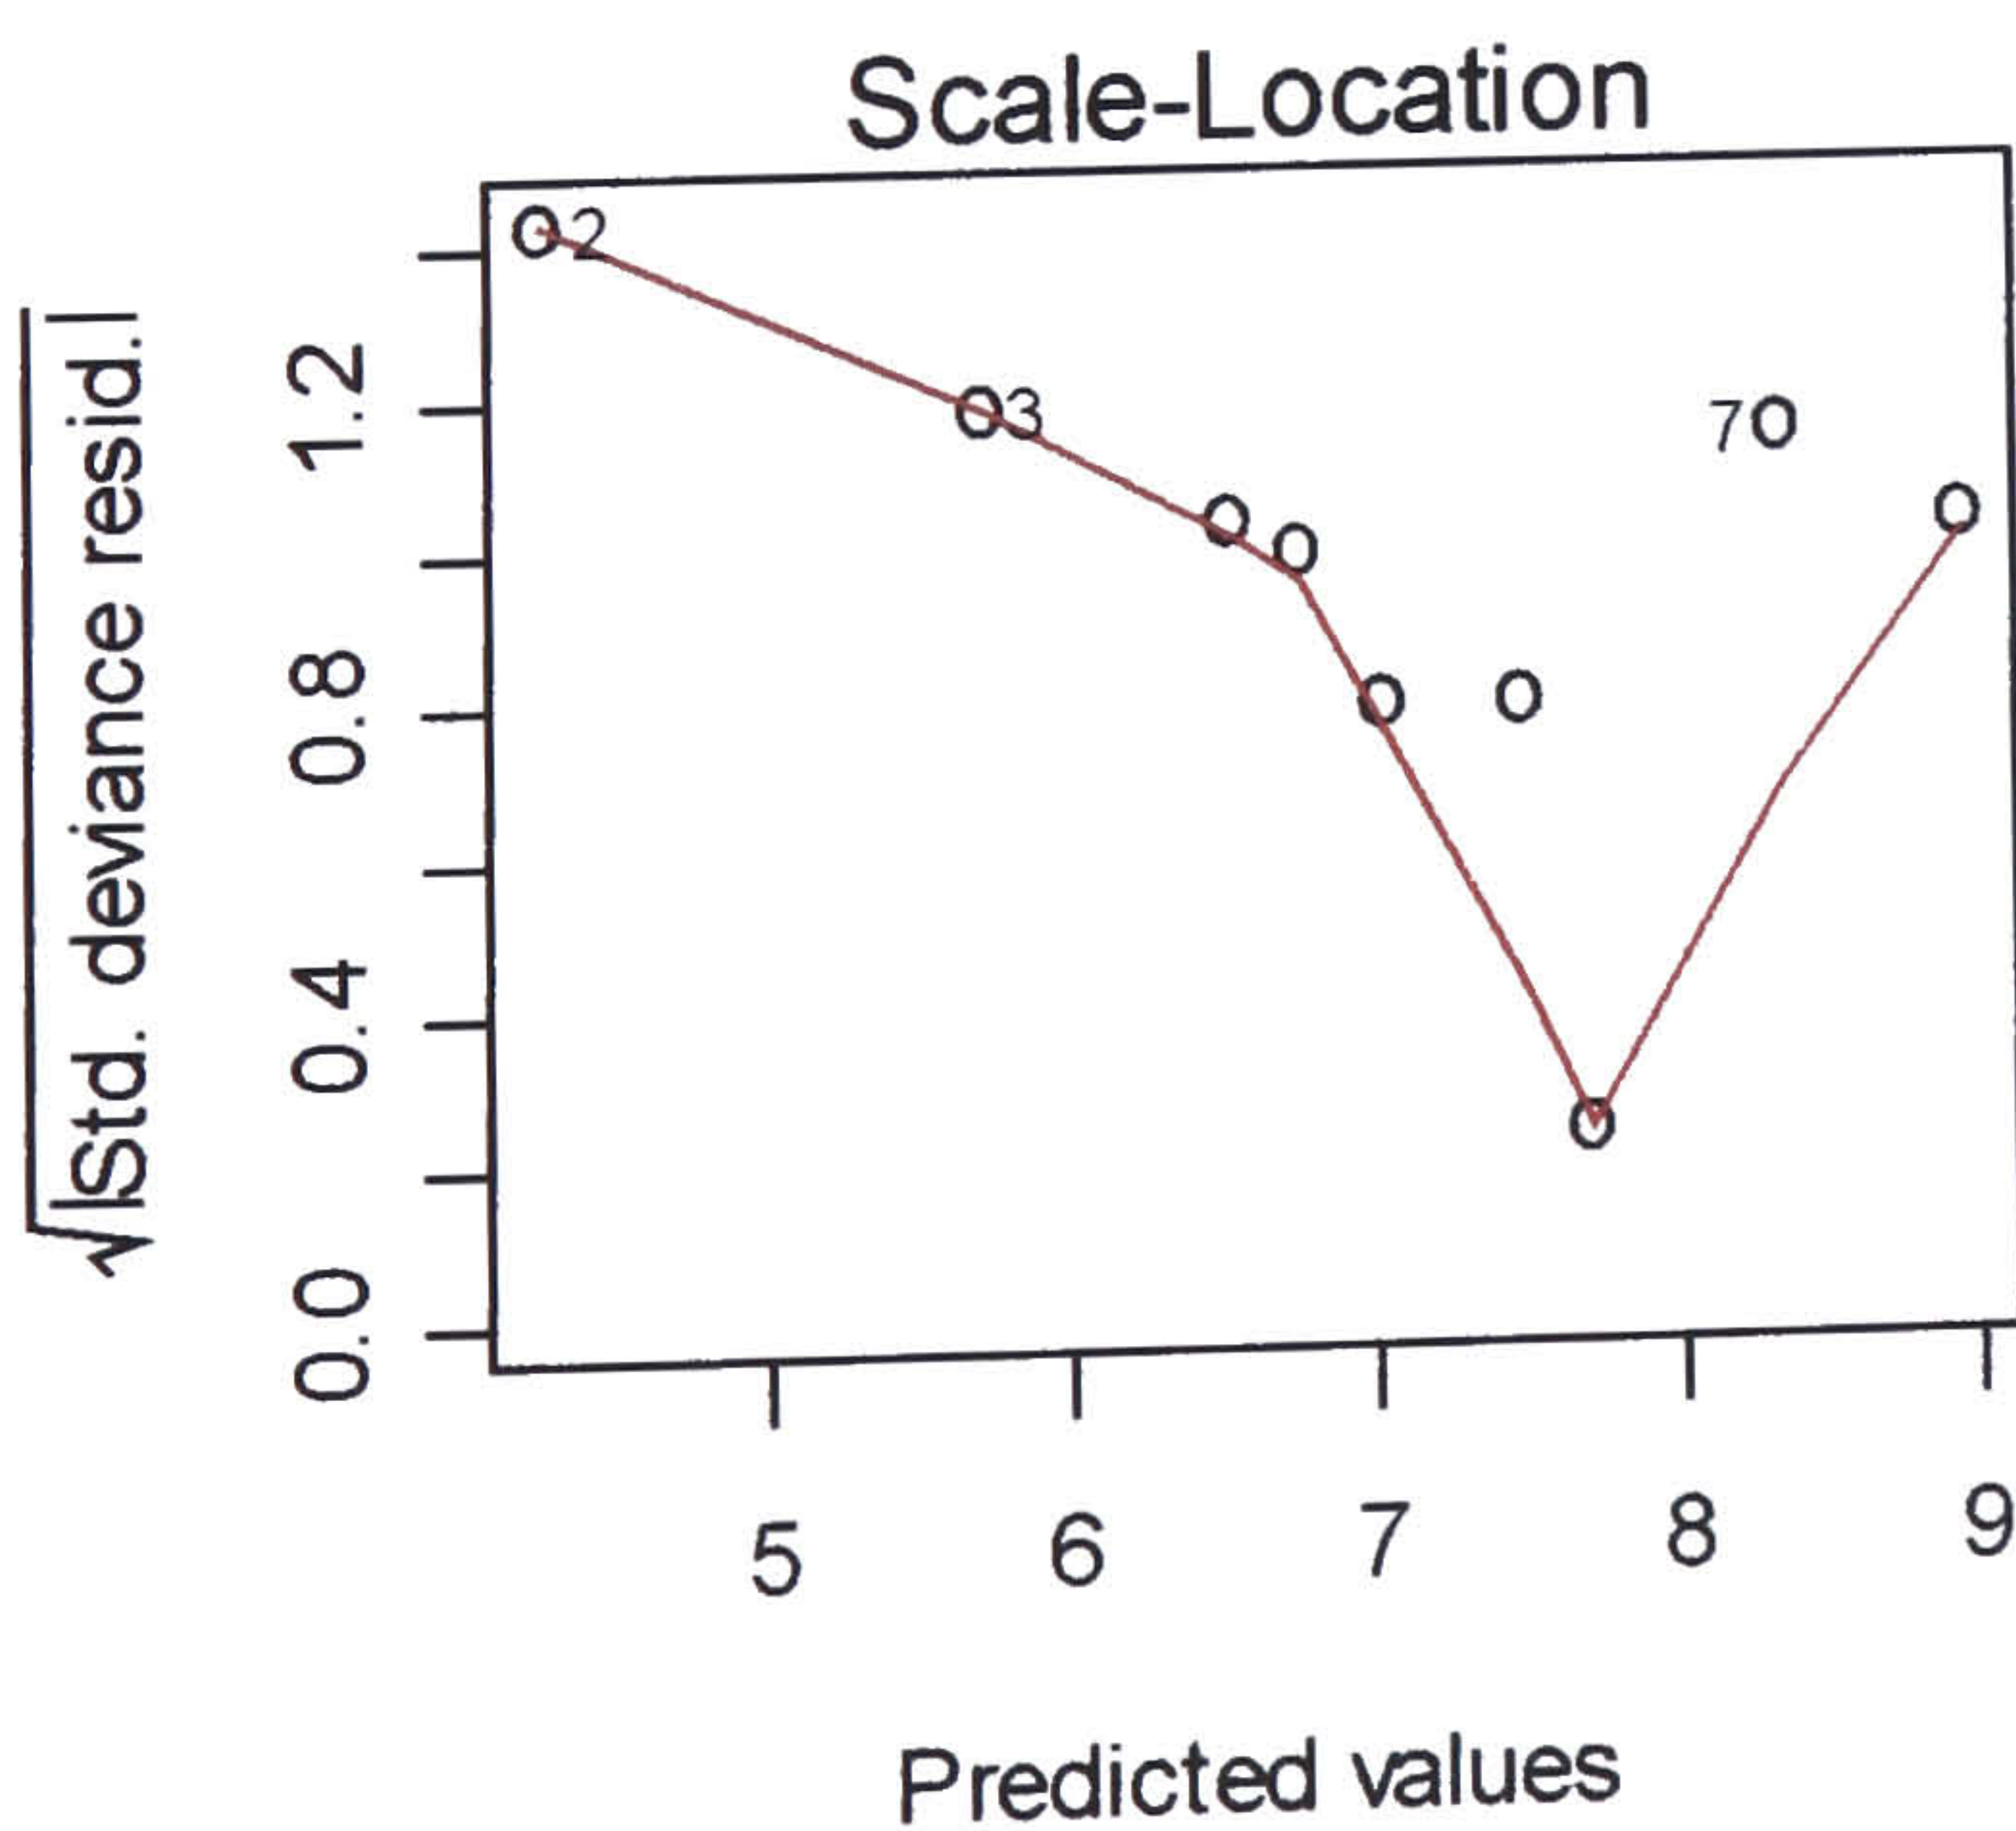 Scale-Location
√|Std. deviance resid.|
1.2
0.8
0.4
0.0
2
3
7
5 6 7 8 9
Predicted values